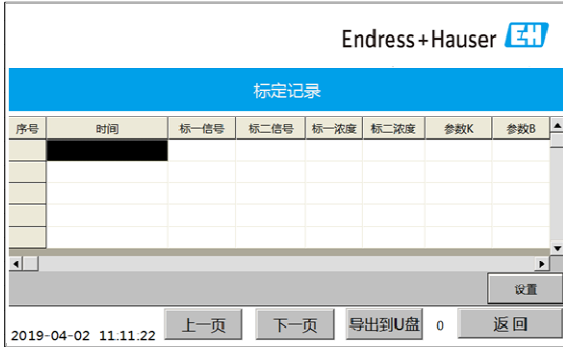 Endress+Hauser EH
标定记录
序号 时间 标一信号 标二信号 标一浓度 标二浓度 参数K 参数B
设置
2019-04-02 11:11:22 上一页 下一页 导出到U盘 0 返回